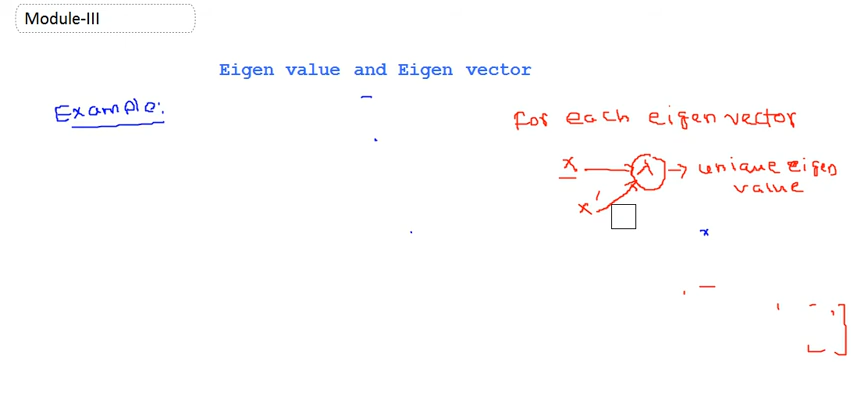 Module-III
Eigen value and Eigen vector
Example:
For each eigen vector
x → λ → unique eigen
value
x'
x